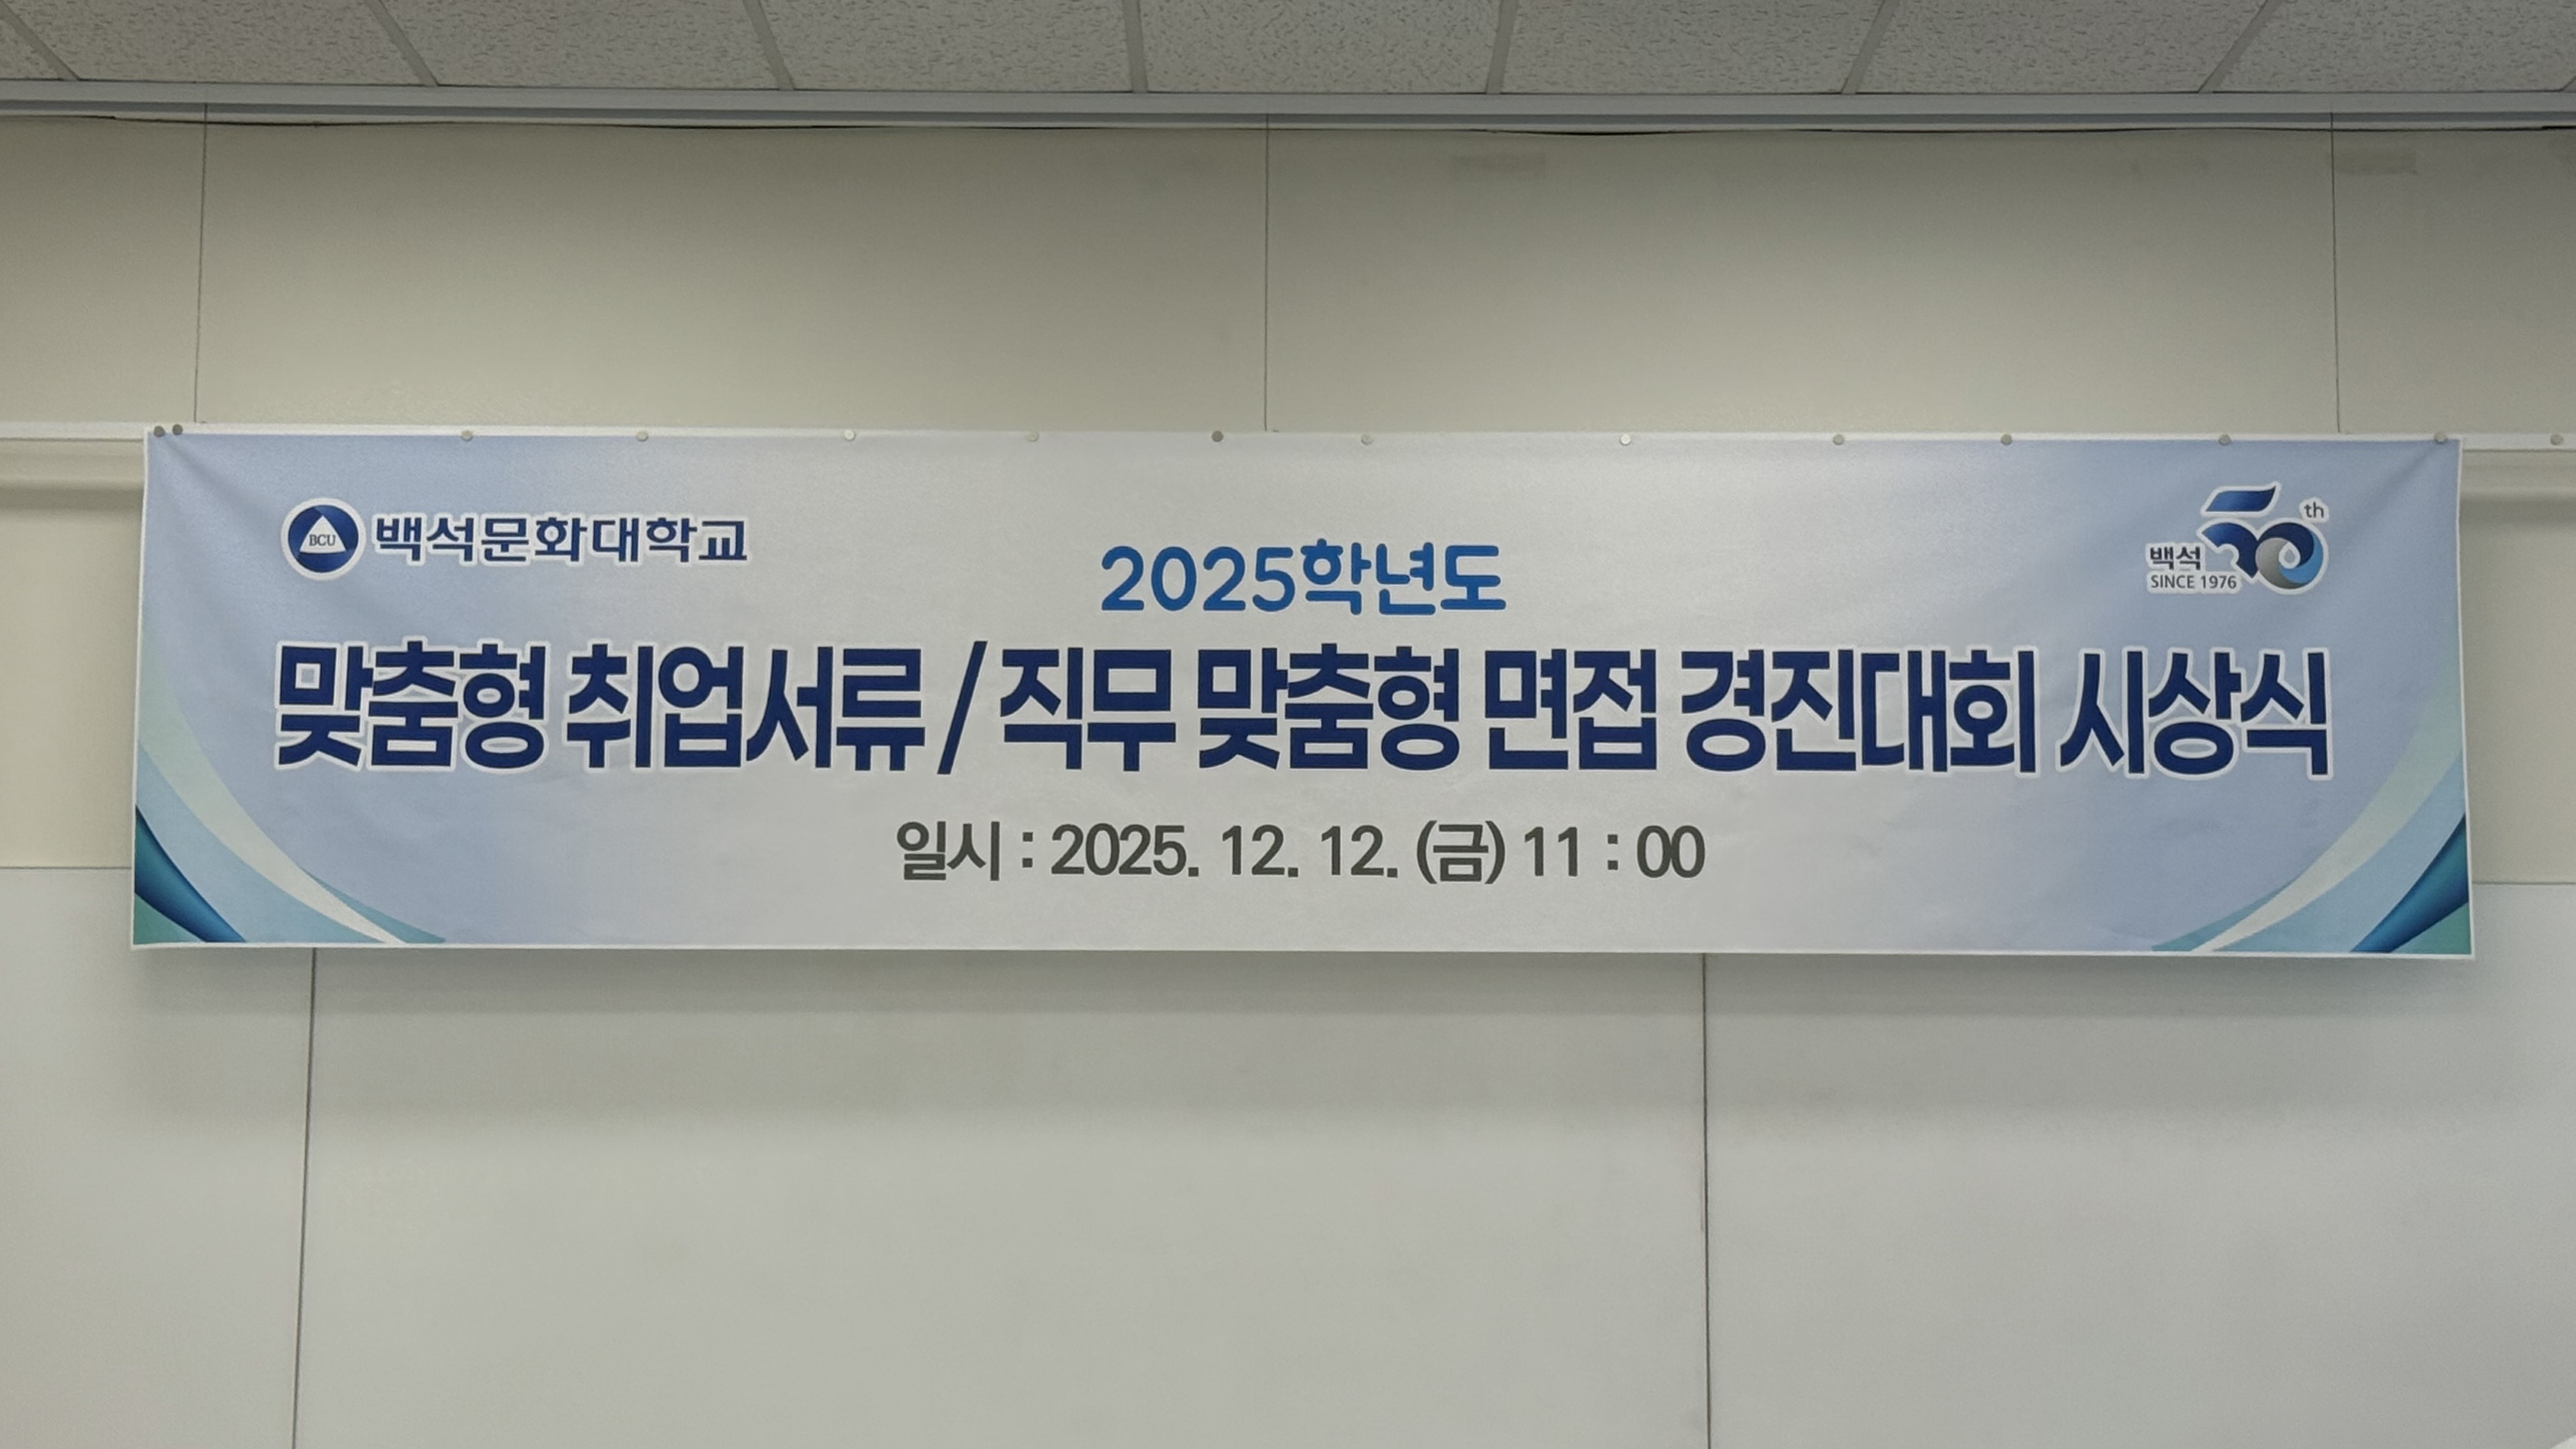 BCU 백석문화대학교
50th
백석
SINCE 1976
2025학년도
맞춤형 취업서류 / 직무 맞춤형 면접 경진대회 시상식
일시 : 2025. 12. 12. (금) 11 : 00